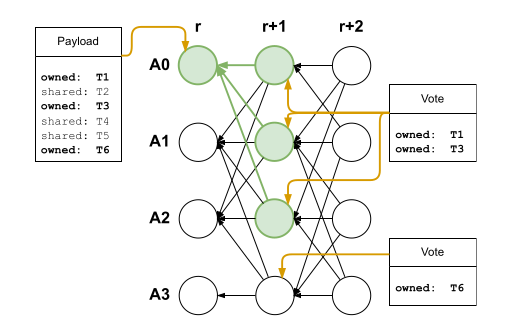 r r+1 r+2
Payload
owned: T1
shared: T2
owned: T3
shared: T4
shared: T5
owned: T6
A0
A1
A2
A3
Vote
owned: T1
owned: T3
Vote
owned: T6